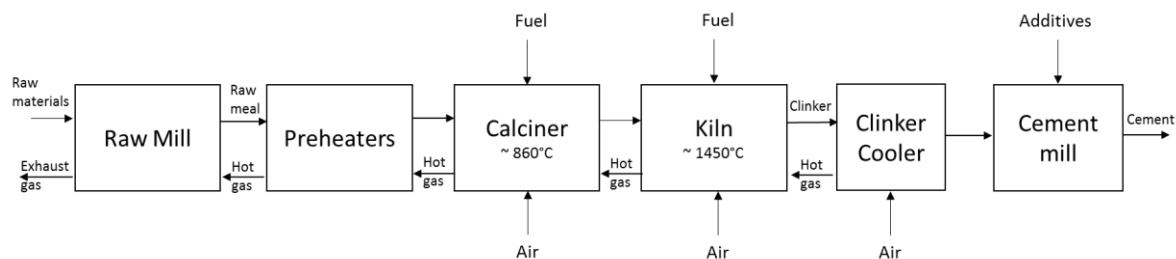 Fuel
Fuel
Additives
Raw
materials
Raw
meal
Clinker
Cement
Raw Mill
Preheaters
Calciner
~ 860°C
Kiln
~ 1450°C
Clinker
Cooler
Cement
mill
Exhaust
gas
Hot
gas
Hot
gas
Hot
gas
Hot
gas
Air
Air
Air